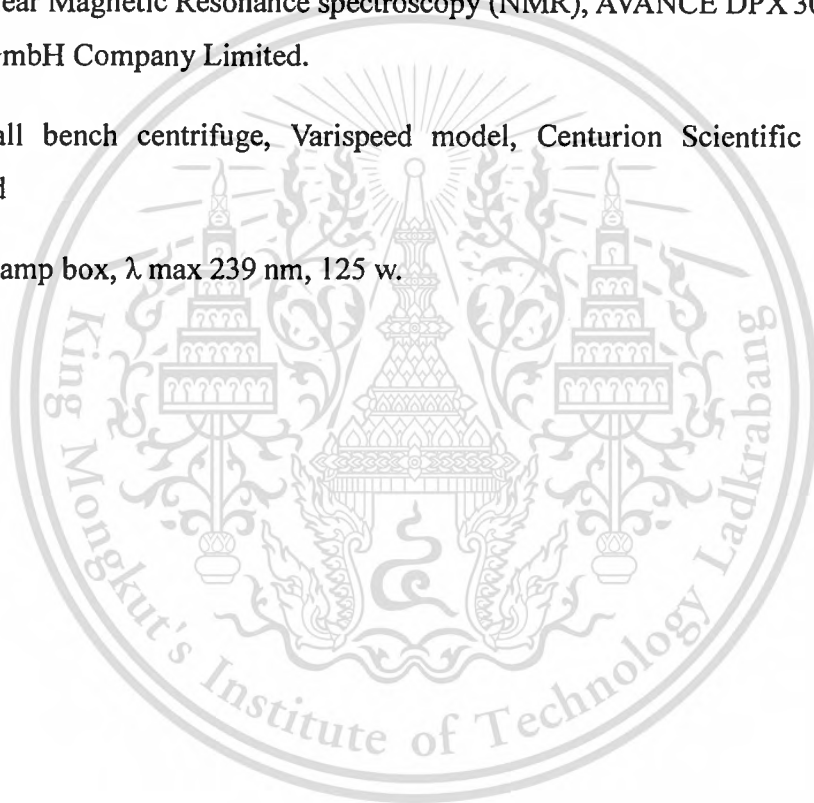 ear Magnetic Resonance spectroscopy (NMR), AVANCE DPX 30
mbH Company Limited.
all bench centrifuge, Varispeed model, Centurion Scientific
amp box, λ max 239 nm, 125 w.
King Mongkut's Institute of Technology Ladkrabang